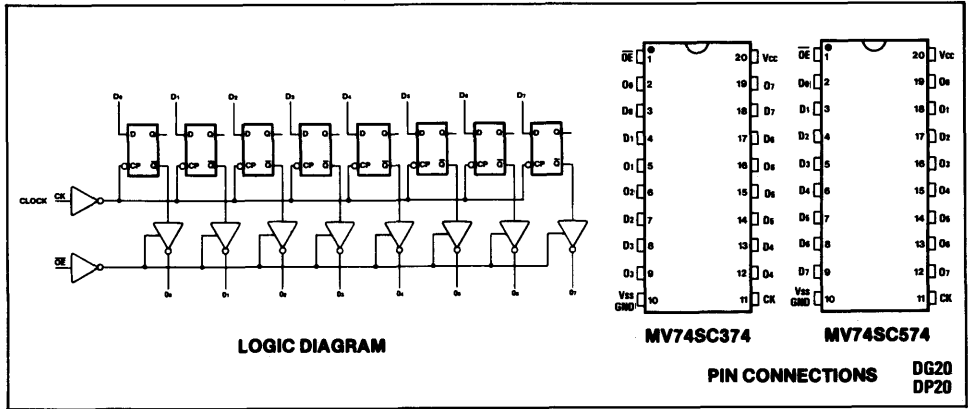 D₀ D₁ D₂ D₃ D₄ D₅ D₆ D₇
D Q D Q D Q D Q D Q D Q D Q D Q
CP Q̅ CP Q̅ CP Q̅ CP Q̅ CP Q̅ CP Q̅ CP Q̅ CP Q̅
CLOCK CK
O̅E̅
O₀ O₁ O₂ O₃ O₄ O₅ O₆ O₇
LOGIC DIAGRAM
O̅E̅ 1 20 Vcc
O₀ 2 19 O₇
D₀ 3 18 D₇
D₁ 4 17 D₆
O₁ 5 16 O₆
O₂ 6 15 O₅
D₂ 7 14 D₅
D₃ 8 13 D₄
O₃ 9 12 O₄
Vss
GND 10 11 CK
MV74SC374
O̅E̅ 1 20 Vcc
D₀ 2 19 O₀
D₁ 3 18 O₁
D₂ 4 17 O₂
D₃ 5 16 O₃
D₄ 6 15 O₄
D₅ 7 14 O₅
D₆ 8 13 O₆
D₇ 9 12 O₇
Vss
GND 10 11 CK
MV74SC574
PIN CONNECTIONS
DG20
DP20